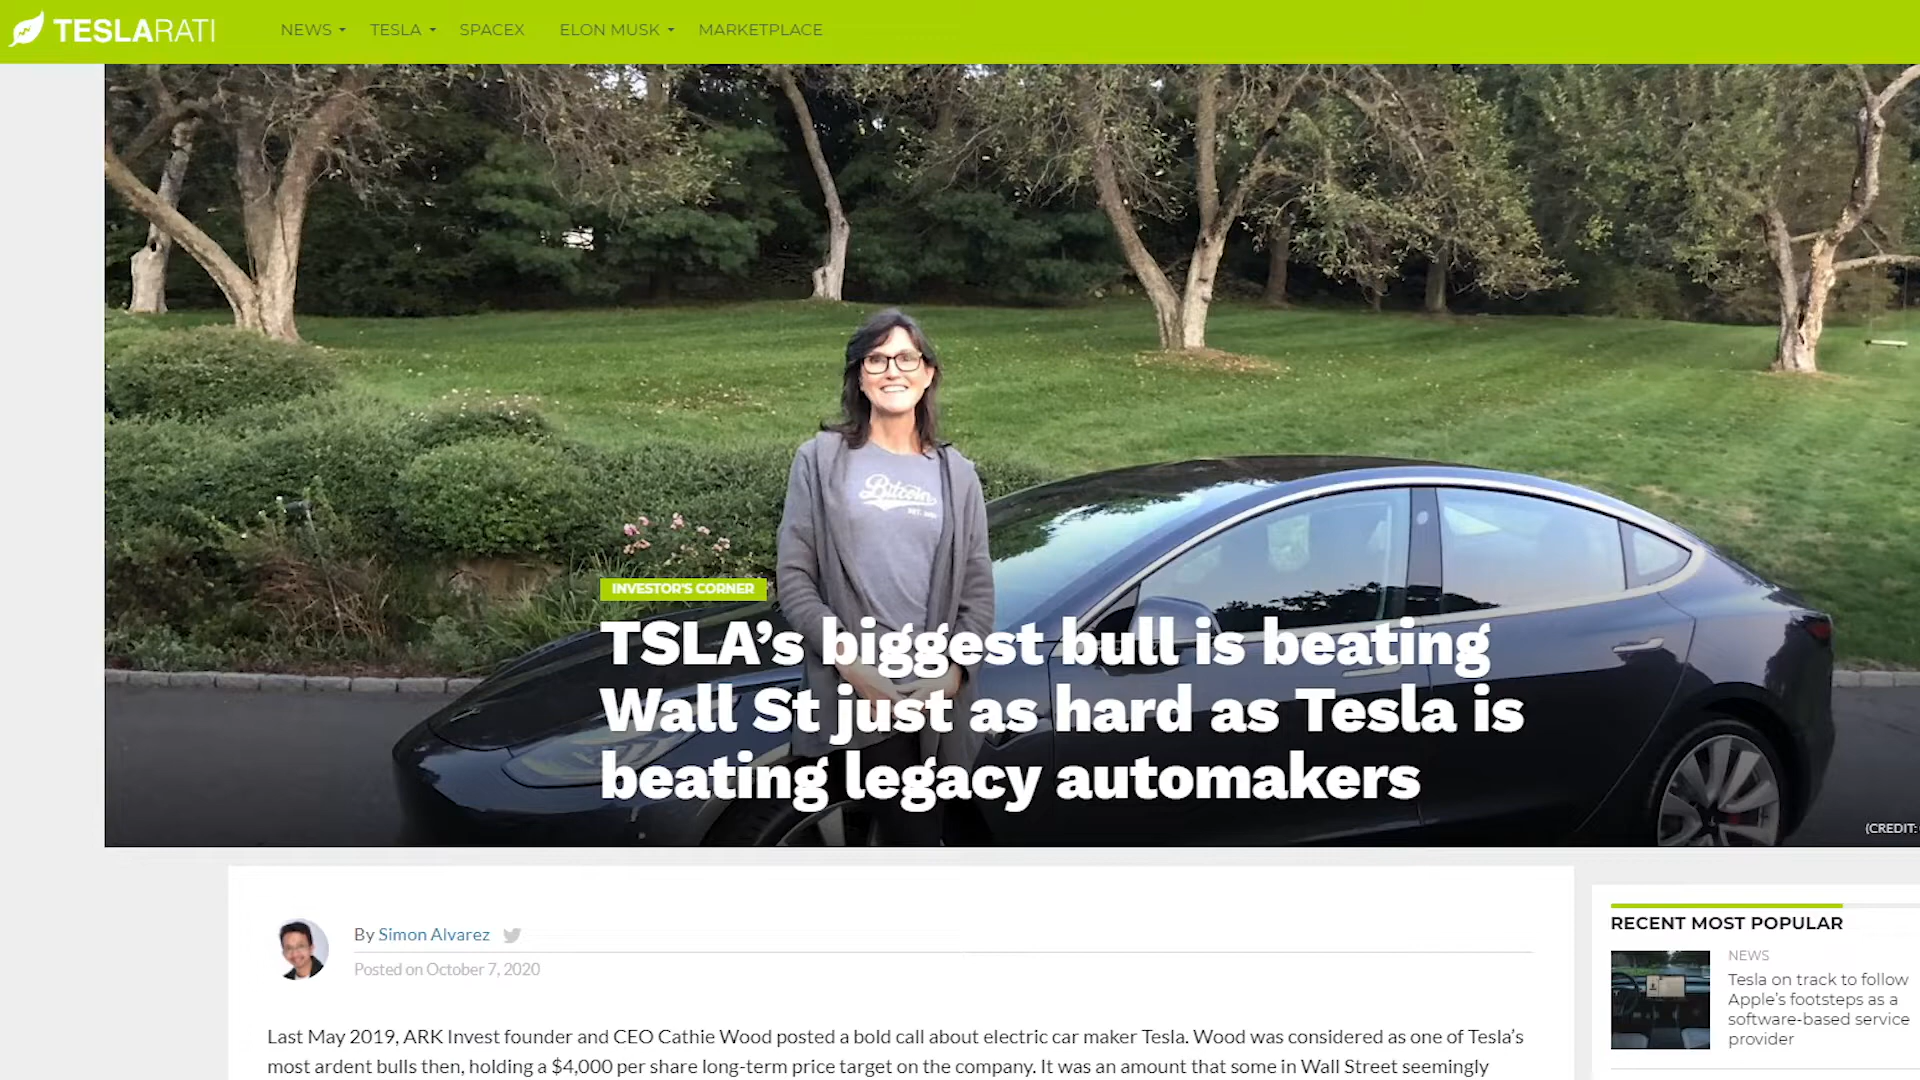 TESLARATI
NEWS TESLA SPACEX ELON MUSK MARKETPLACE
Bitcoin
INVESTOR'S CORNER
TSLA’s biggest bull is beating
Wall St just as hard as Tesla is
beating legacy automakers
(CREDIT:
By Simon Alvarez
Posted on October 7, 2020
Last May 2019, ARK Invest founder and CEO Cathie Wood posted a bold call about electric car maker Tesla. Wood was considered as one of Tesla’s
most ardent bulls then, holding a $4,000 per share long-term price target on the company. It was an amount that some in Wall Street seemingly
RECENT MOST POPULAR
NEWS
Tesla on track to follow
Apple’s footsteps as a
software-based service
provider